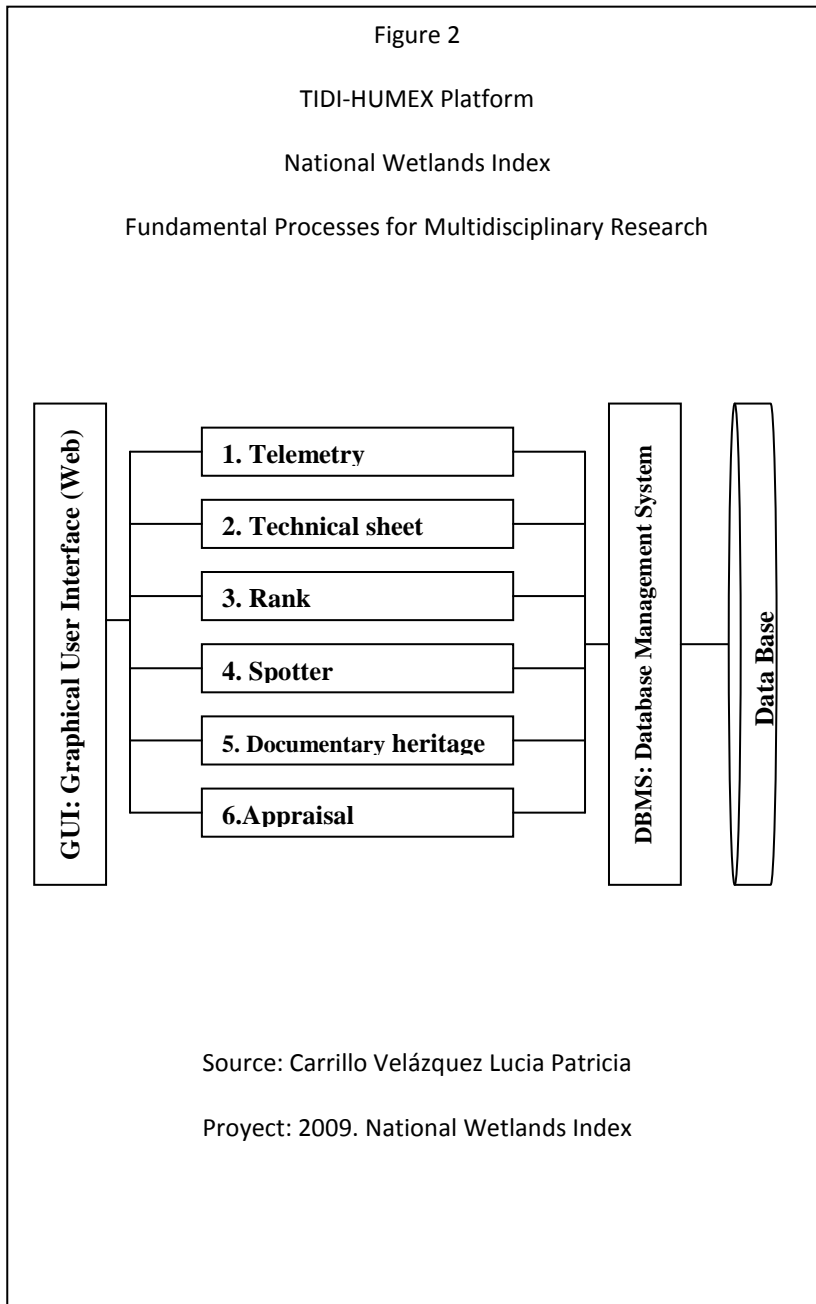 Figure 2
TIDI-HUMEX Platform
National Wetlands Index
Fundamental Processes for Multidisciplinary Research
GUI: Graphical User Interface (Web)
1. Telemetry
2. Technical sheet
3. Rank
4. Spotter
5. Documentary heritage
6.Appraisal
DBMS: Database Management System
Data Base
Source: Carrillo Velázquez Lucia Patricia
Proyect: 2009. National Wetlands Index